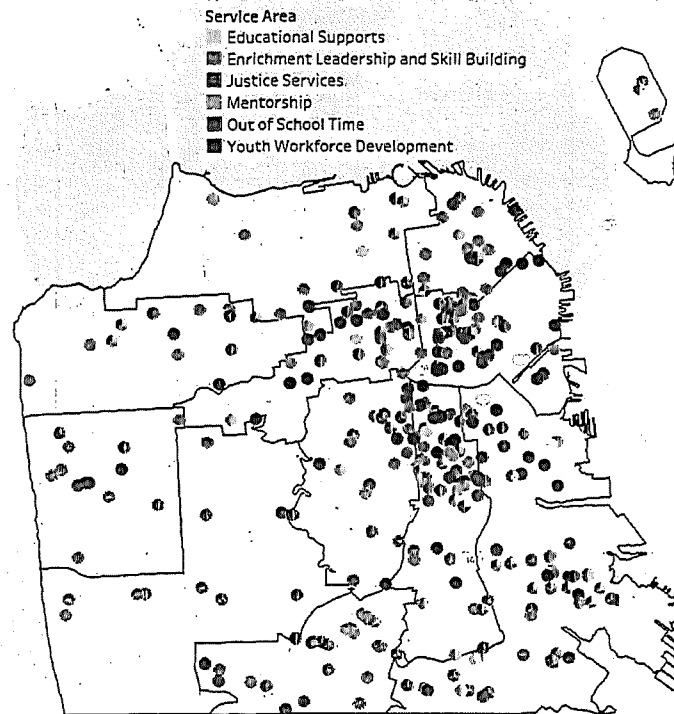 Service Area
Educational Supports
Enrichment Leadership and Skill Building
Justice Services
Mentorship
Out of School Time
Youth Workforce Development